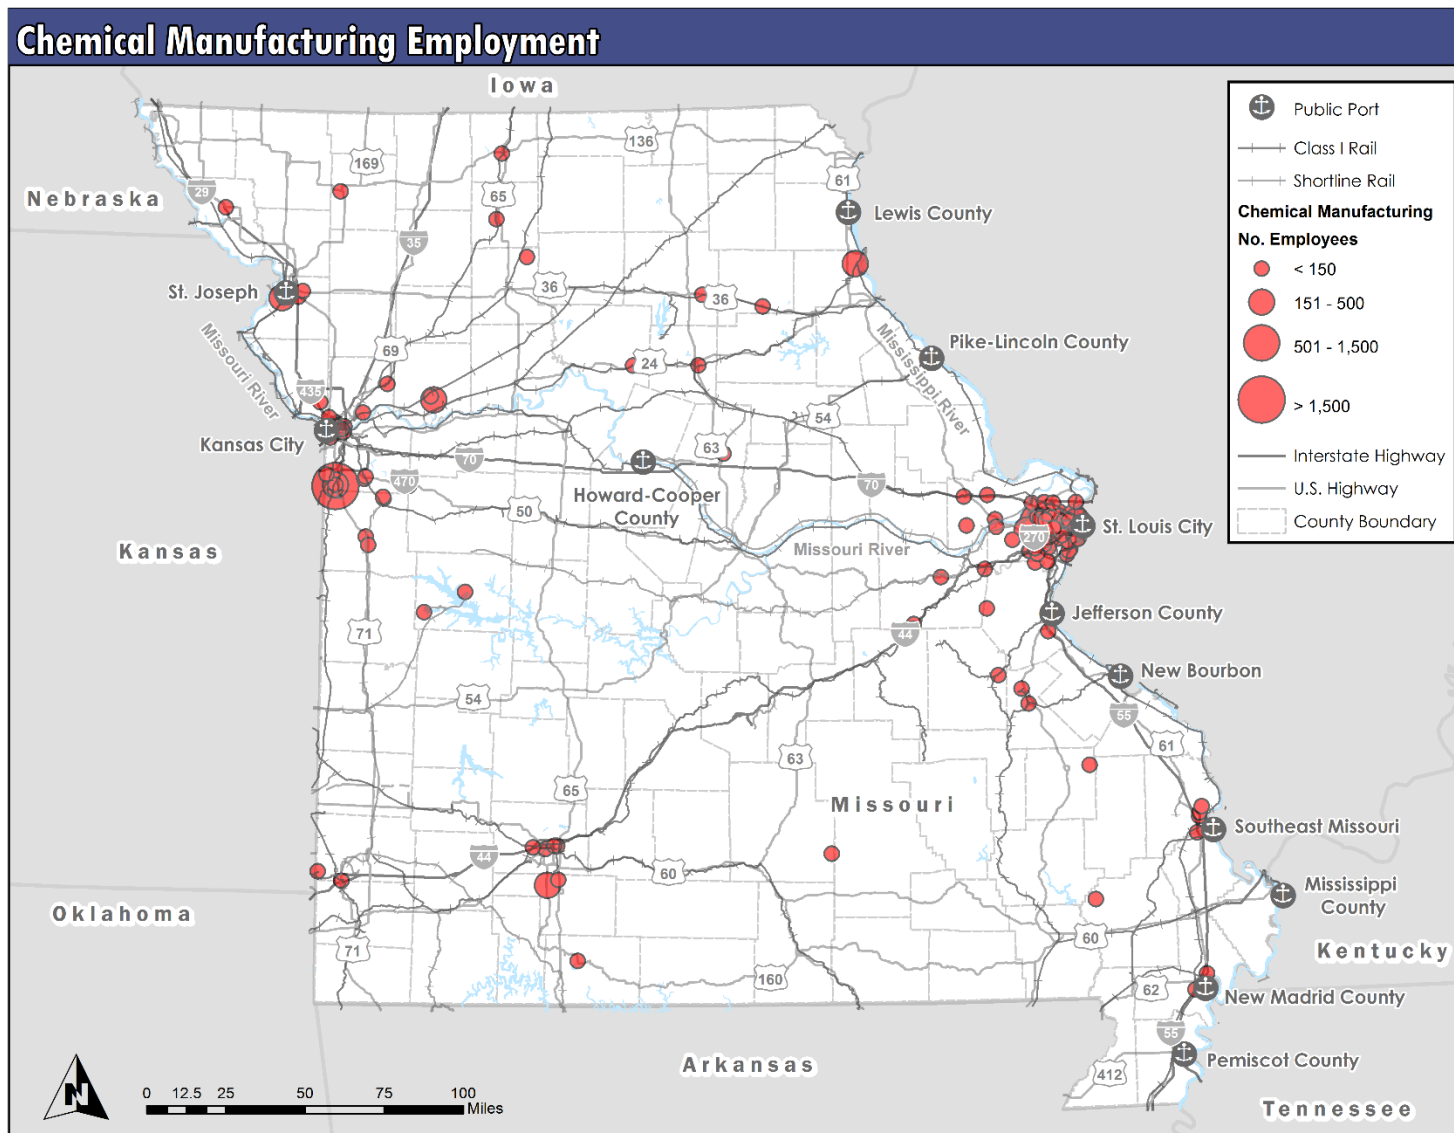 Chemical Manufacturing Employment
Iowa
Public Port
Class I Rail
Shortline Rail
Chemical Manufacturing
No. Employees
< 150
151 - 500
501 - 1,500
> 1,500
Interstate Highway
U.S. Highway
County Boundary
136
169
61
29
65
Nebraska
Lewis County
35
St. Joseph
36
36
Missouri River
Mississippi River
Pike-Lincoln County
69
24
435
54
Kansas City
63
70
470
70
Howard-Cooper
County
50
St. Louis City
270
Missouri River
Kansas
Jefferson County
71
44
New Bourbon
54
55
61
63
65
Missouri
Southeast Missouri
44
60
Mississippi
County
Oklahoma
60
71
Kentucky
160
62
New Madrid County
55
Pemiscot County
Arkansas
412
Tennessee
N
0 12.5 25 50 75 100
Miles